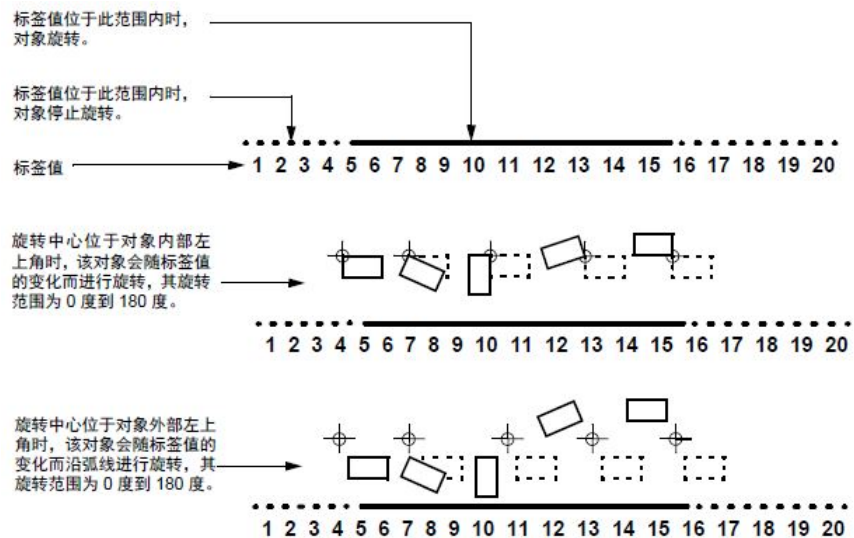 标签值位于此范围内时，
对象旋转。
标签值位于此范围内时，
对象停止旋转。
标签值
1 2 3 4 5 6 7 8 9 10 11 12 13 14 15 16 17 18 19 20
旋转中心位于对象内部左
上角时，该对象会随标签值
的变化而进行旋转，其旋转
范围为 0 度到 180 度。
1 2 3 4 5 6 7 8 9 10 11 12 13 14 15 16 17 18 19 20
旋转中心位于对象外部左上
角时，该对象会随标签值的
变化而沿弧线进行旋转，其
旋转范围为 0 度到 180 度。
1 2 3 4 5 6 7 8 9 10 11 12 13 14 15 16 17 18 19 20